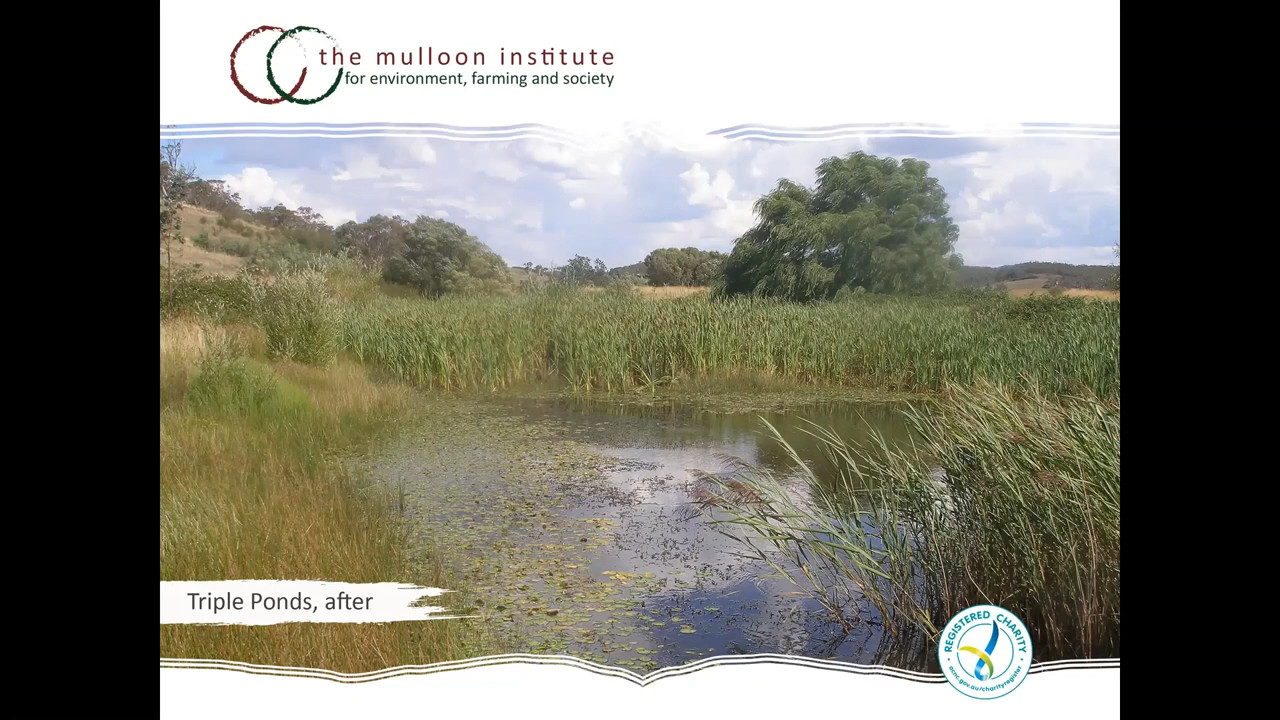 the mulloon institute
for environment, farming and society
Triple Ponds, after
REGISTERED CHARITY
acnc.gov.au/charityregister